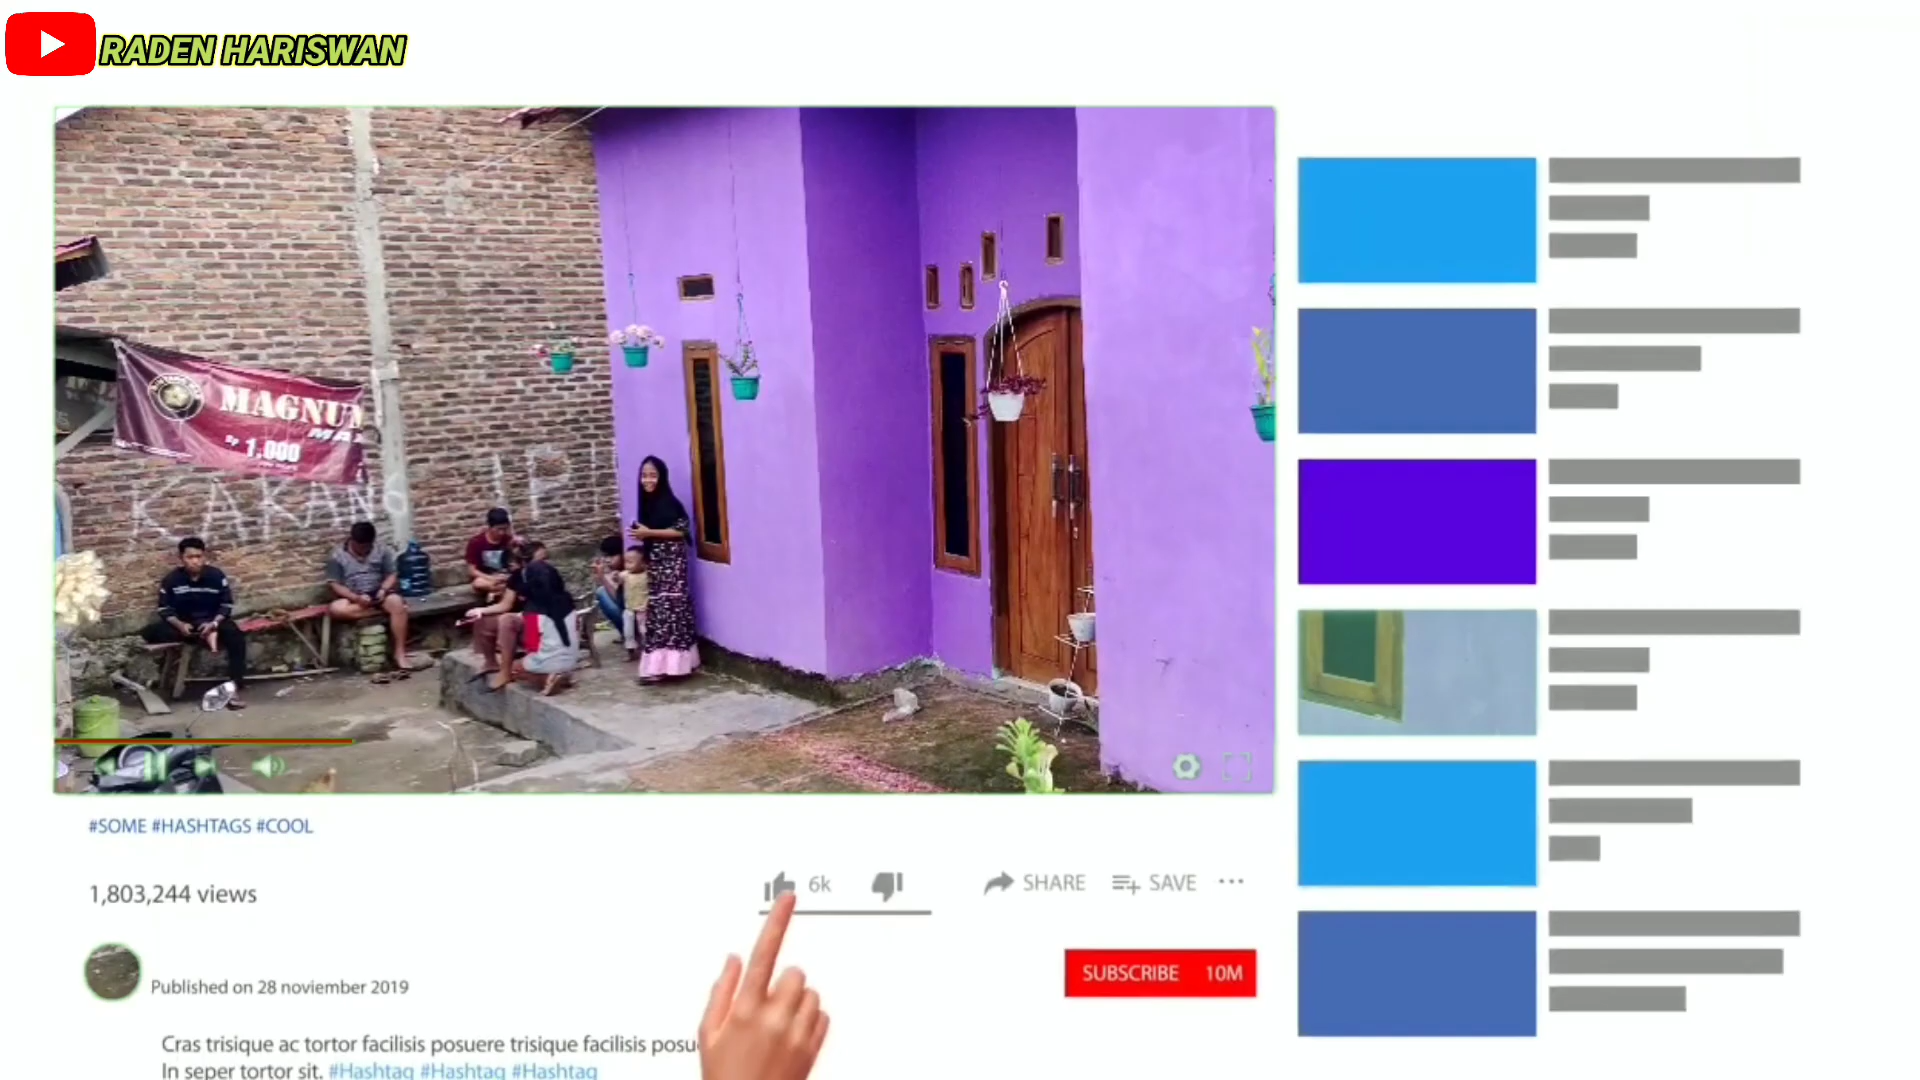 RADEN HARISWAN
MAGNUM
Rp 1.000
KAKANG IPI
#SOME #HASHTAGS #COOL
1,803,244 views
6k
SHARE
SAVE
SUBSCRIBE 10M
Published on 28 noviember 2019
Cras trisique ac tortor facilisis posuere trisique facilisis posu
In seper tortor sit. #Hashtag #Hashtag #Hashtag